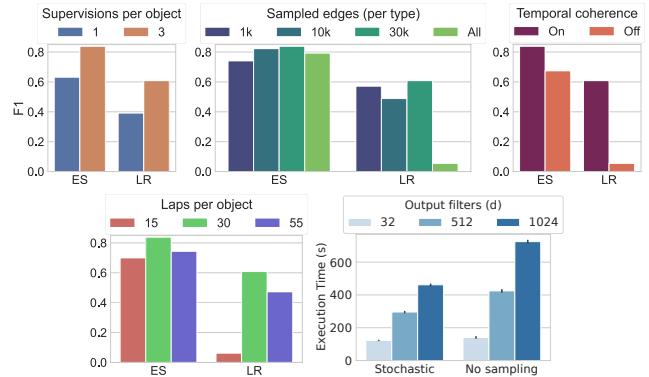 Supervisions per object
1 3
Sampled edges (per type)
1k 10k 30k All
Temporal coherence
On Off
F1
0.8
0.6
0.4
0.2
0.0
ES LR
0.8
0.6
0.4
0.2
0.0
ES LR
0.8
0.6
0.4
0.2
0.0
ES LR
Laps per object
15 30 55
0.8
0.6
0.4
0.2
0.0
ES LR
Output filters (d)
32 512 1024
Execution Time (s)
600
400
200
0
Stochastic No sampling